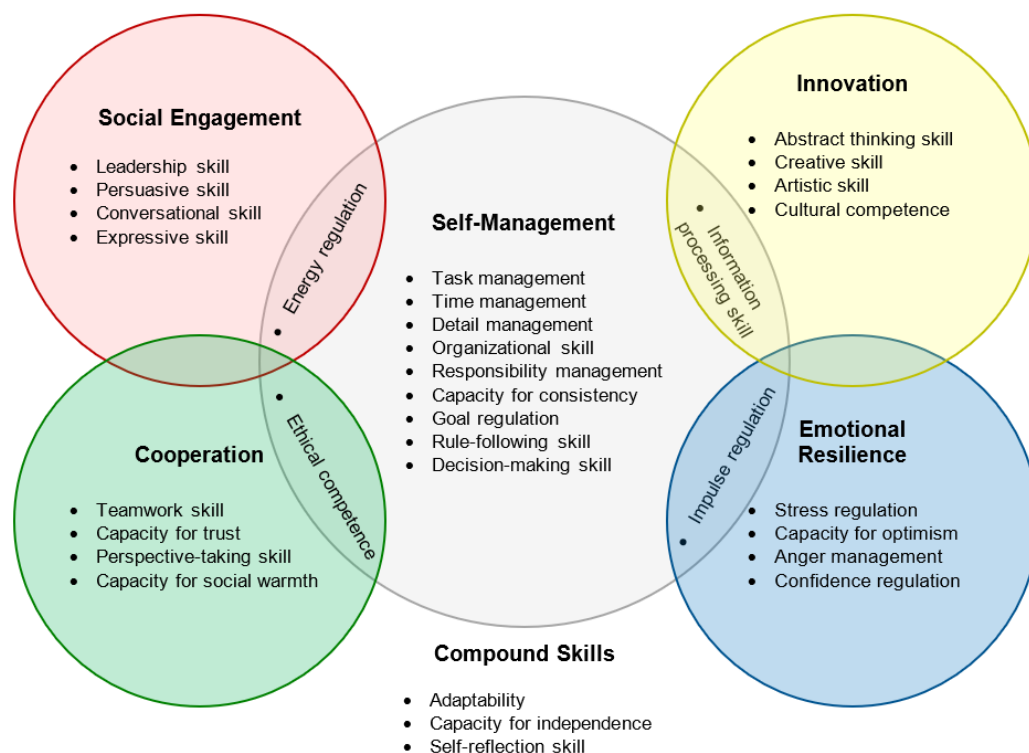 Social Engagement
• Leadership skill
• Persuasive skill
• Conversational skill
• Expressive skill
• Energy regulation
Innovation
• Abstract thinking skill
• Creative skill
• Artistic skill
• Cultural competence
Self-Management
• Task management
• Time management
• Detail management
• Organizational skill
• Responsibility management
• Capacity for consistency
• Goal regulation
• Rule-following skill
• Decision-making skill
• Information
processing skill
Cooperation
• Teamwork skill
• Capacity for trust
• Perspective-taking skill
• Capacity for social warmth
• Ethical competence
Emotional
Resilience
• Stress regulation
• Capacity for optimism
• Anger management
• Confidence regulation
• Impulse regulation
Compound Skills
• Adaptability
• Capacity for independence
• Self-reflection skill